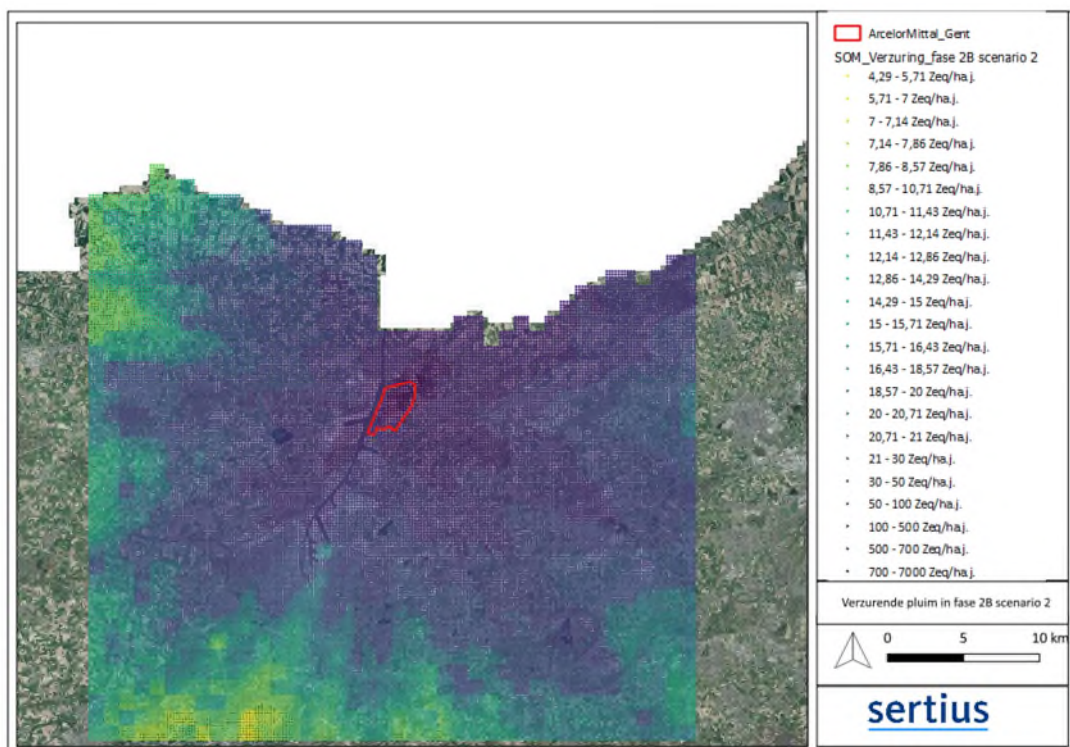 ArcelorMittal_Gent
SOM_Verzuring_fase 2B scenario 2
4,29 - 5,71 Zeq/ha.j.
5,71 - 7 Zeq/ha.j.
7 - 7,14 Zeq/ha.j.
7,14 - 7,86 Zeq/ha.j.
7,86 - 8,57 Zeq/ha.j.
8,57 - 10,71 Zeq/ha.j.
10,71 - 11,43 Zeq/ha.j.
11,43 - 12,14 Zeq/ha.j.
12,14 - 12,86 Zeq/ha.j.
12,86 - 14,29 Zeq/ha.j.
14,29 - 15 Zeq/ha.j.
15 - 15,71 Zeq/ha.j.
15,71 - 16,43 Zeq/ha.j.
16,43 - 18,57 Zeq/ha.j.
18,57 - 20 Zeq/ha.j.
20 - 20,71 Zeq/ha.j.
20,71 - 21 Zeq/ha.j.
21 - 30 Zeq/ha.j.
30 - 50 Zeq/ha.j.
50 - 100 Zeq/ha.j.
100 - 500 Zeq/ha.j.
500 - 700 Zeq/ha.j.
700 - 7000 Zeq/ha.j.
Verzurende pluim in fase 2B scenario 2
0 5 10 km
sertius